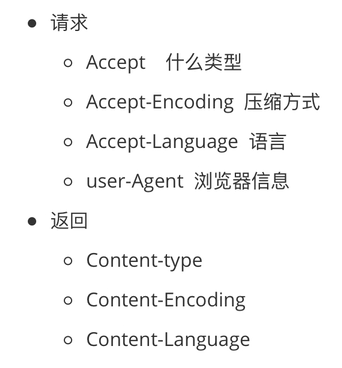 请求
Accept 什么类型
Accept-Encoding 压缩方式
Accept-Language 语言
user-Agent 浏览器信息
返回
Content-type
Content-Encoding
Content-Language